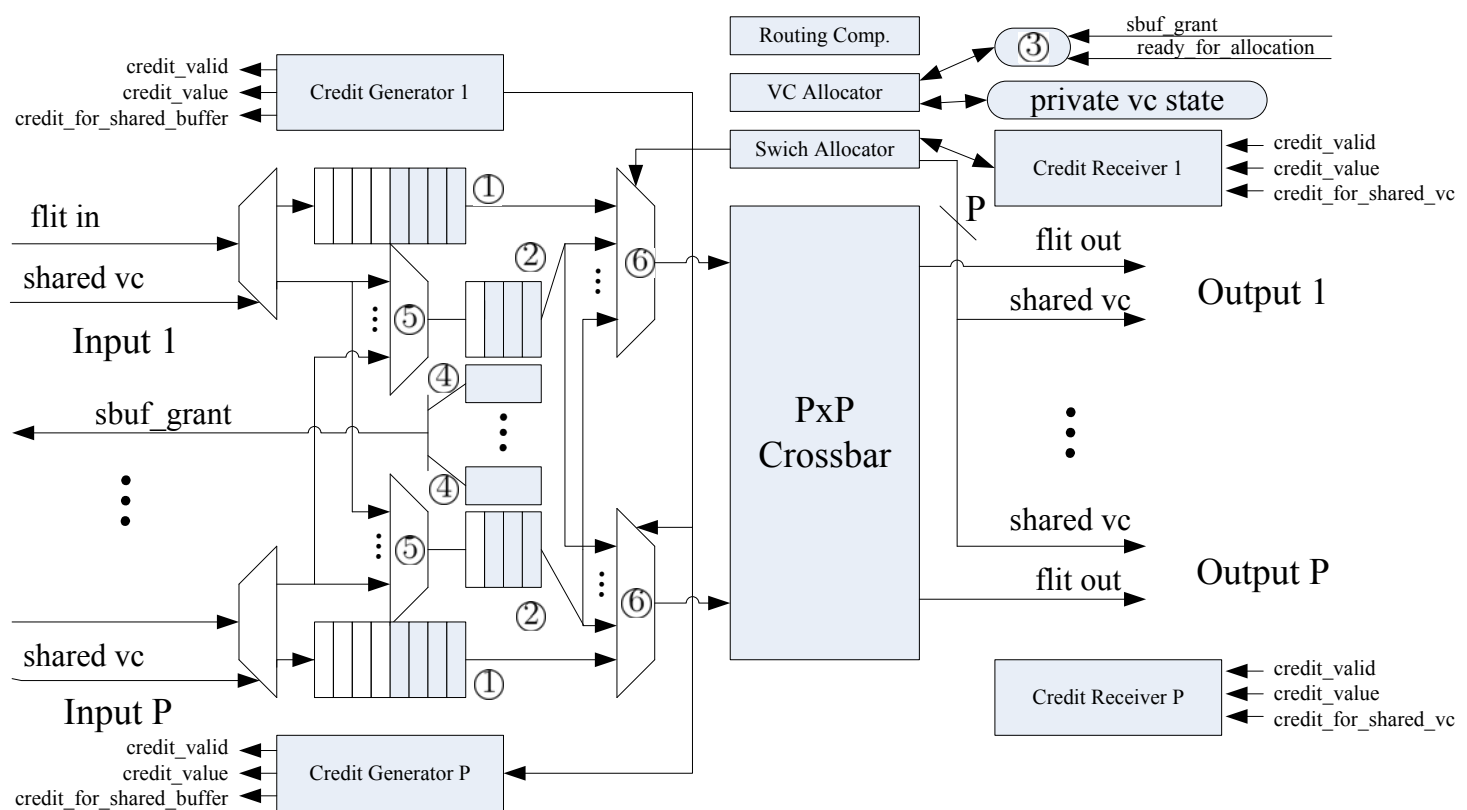 Routing Comp.
VC Allocator
Swich Allocator
③
sbuf_grant
ready_for_allocation
private vc state
credit_valid
credit_value
credit_for_shared_buffer
Credit Generator 1
Credit Receiver 1
credit_valid
credit_value
credit_for_shared_vc
flit in
shared vc
Input 1
①
②
⑤
⑥
④
sbuf_grant
④
⑤
②
⑥
①
shared vc
Input P
PxP
Crossbar
P
flit out
shared vc
Output 1
shared vc
flit out
Output P
credit_valid
credit_value
credit_for_shared_buffer
Credit Generator P
Credit Receiver P
credit_valid
credit_value
credit_for_shared_vc